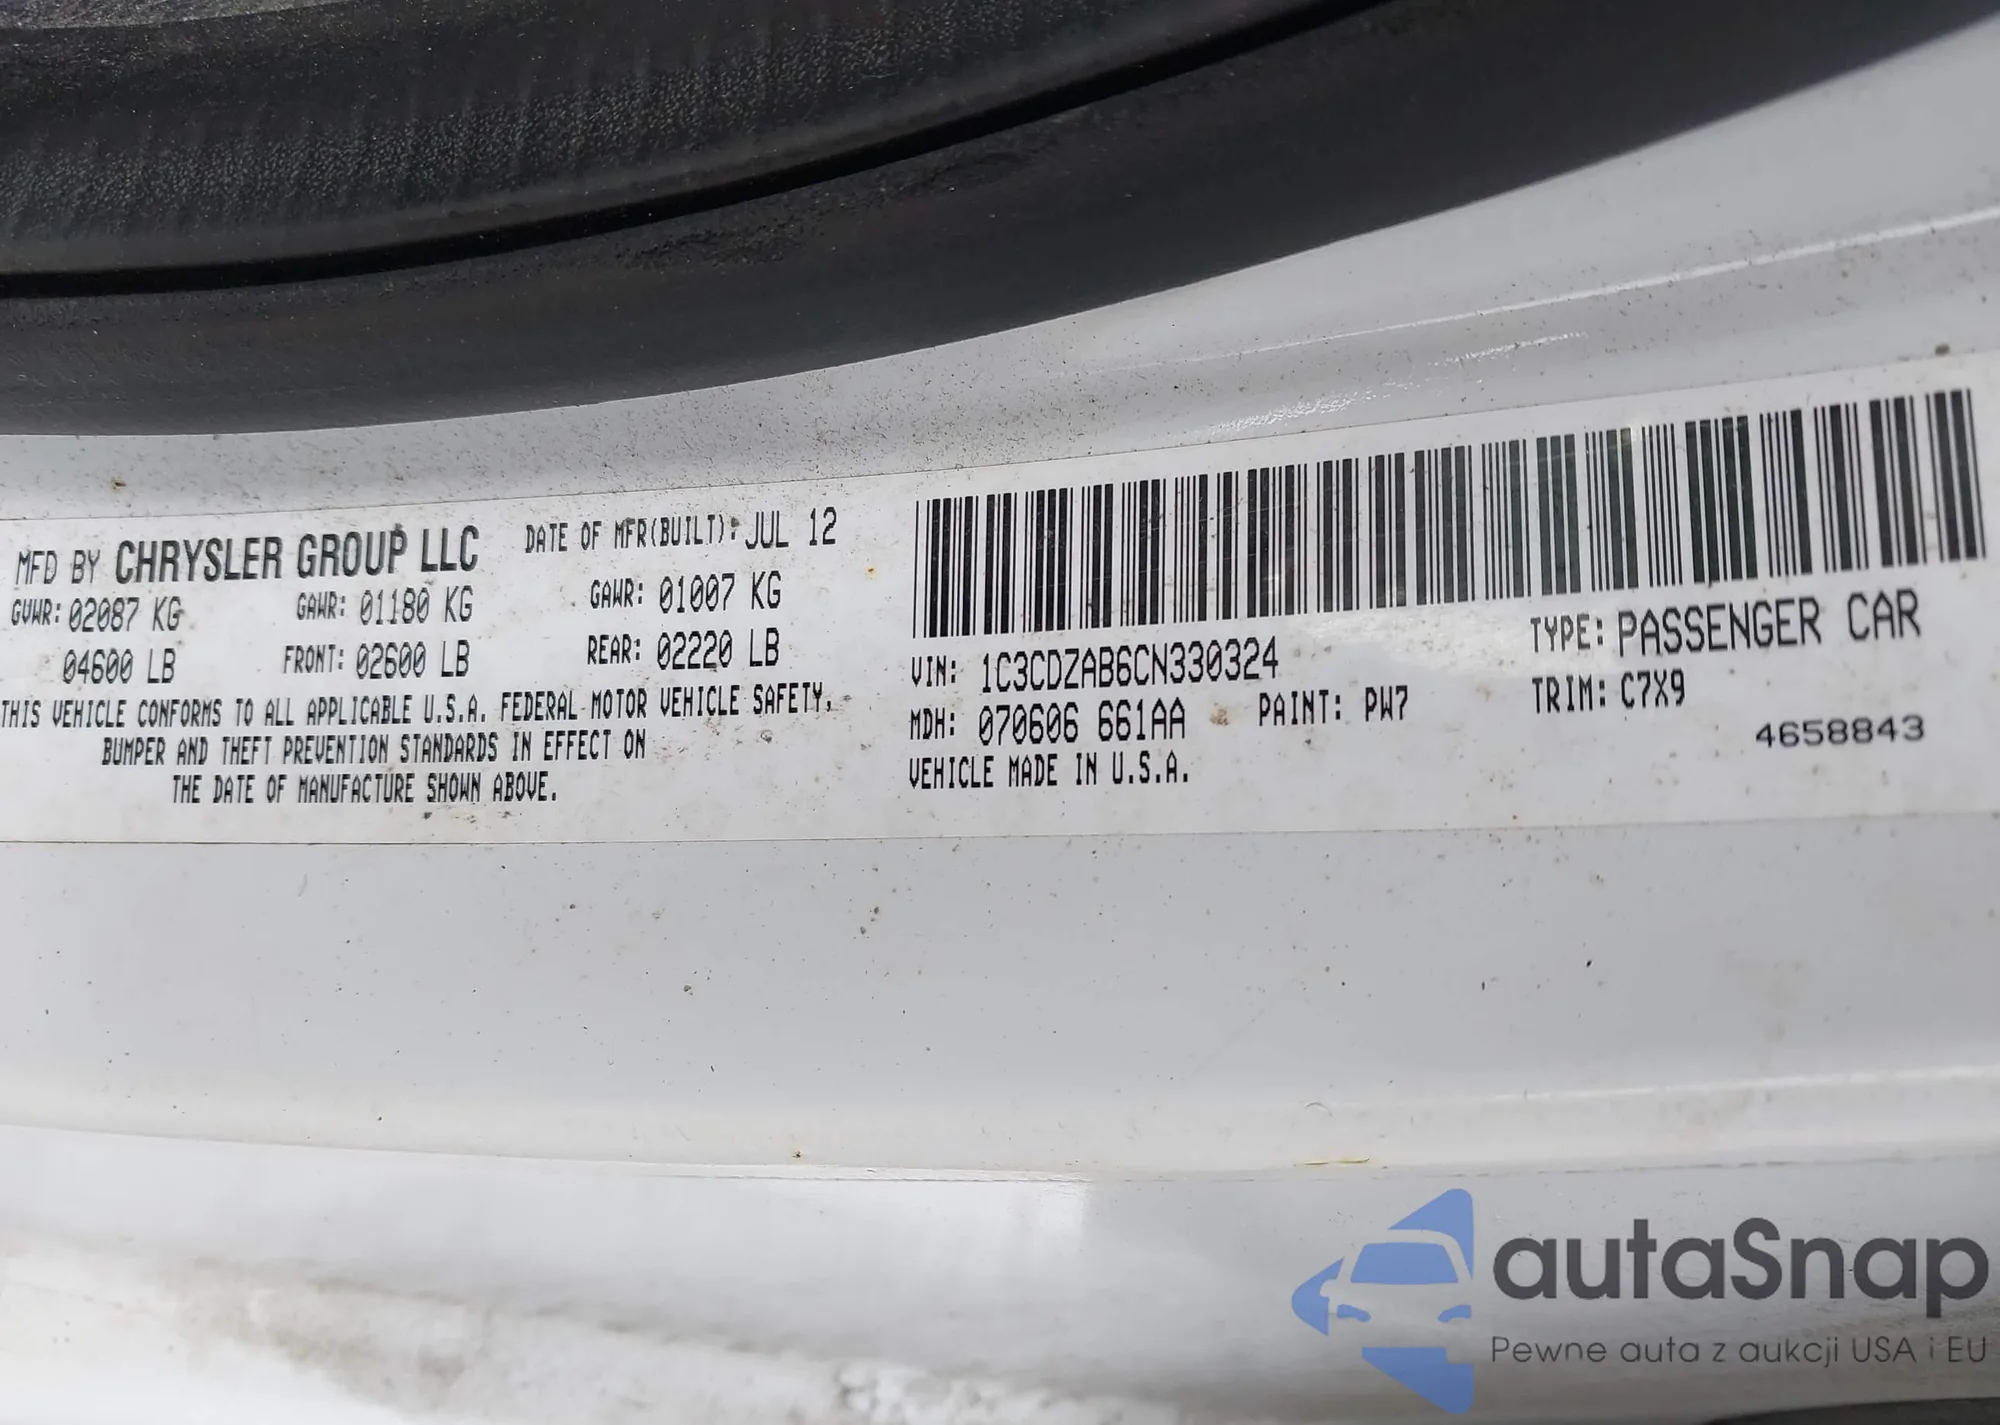 MFD BY CHRYSLER GROUP LLC DATE OF MFR(BUILT): JUL 12
GVWR: 02087 KG GAWR: 01180 KG GAWR: 01007 KG
04600 LB FRONT: 02600 LB REAR: 02220 LB
THIS VEHICLE CONFORMS TO ALL APPLICABLE U.S.A. FEDERAL MOTOR VEHICLE SAFETY,
BUMPER AND THEFT PREVENTION STANDARDS IN EFFECT ON
THE DATE OF MANUFACTURE SHOWN ABOVE.
VIN: 1C3CDZAB6CN330324 TYPE: PASSENGER CAR
MDH: 070606 661AA PAINT: PW7 TRIM: C7X9
VEHICLE MADE IN U.S.A. 4658843
autaSnap
Pewne auta z aukcji USA i EU